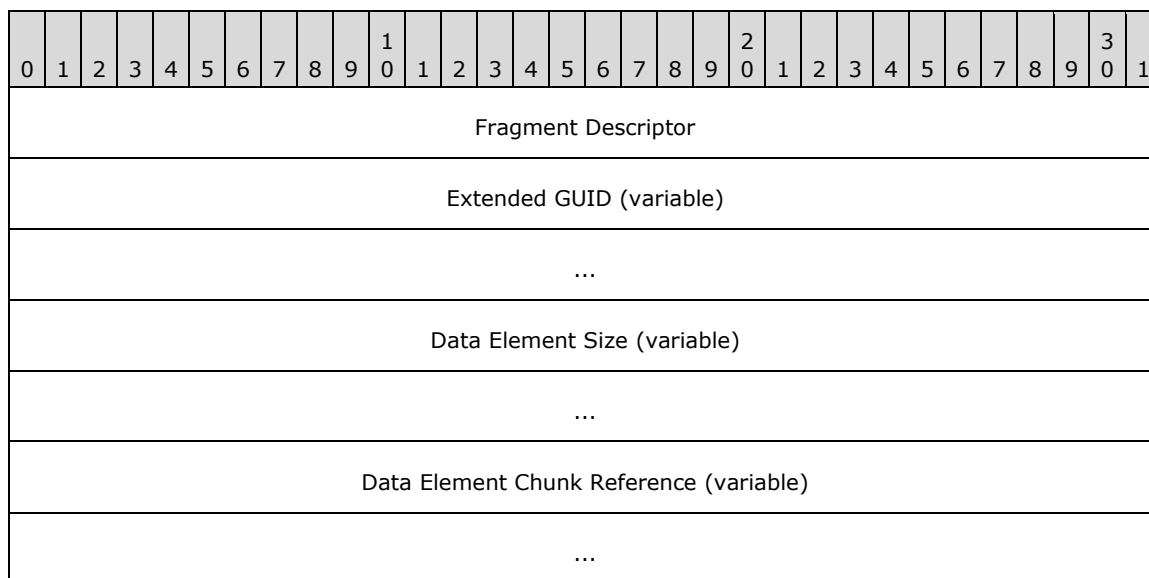 1 2 3
0 1 2 3 4 5 6 7 8 9 0 1 2 3 4 5 6 7 8 9 0 1 2 3 4 5 6 7 8 9 0 1
Fragment Descriptor
Extended GUID (variable)
...
Data Element Size (variable)
...
Data Element Chunk Reference (variable)
...